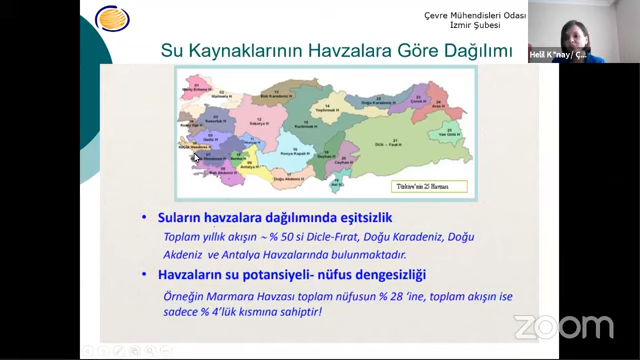 Çevre Mühendisleri Odası
İzmir Şubesi
Helil K*nay/ Ç...
Su Kaynaklarının Havzalara Göre Dağılımı
Türkiye'nin 25 Havzası
• Suların havzalara dağılımında eşitsizlik
Toplam yıllık akışın ~ % 50 si Dicle-Fırat, Doğu Karadeniz, Doğu
Akdeniz ve Antalya Havzalarında bulunmaktadır.
• Havzaların su potansiyeli- nüfus dengesizliği
Örneğin Marmara Havzası toplam nüfusun % 28 'ine, toplam akışın ise
sadece % 4'lük kısmına sahiptir!
zoom